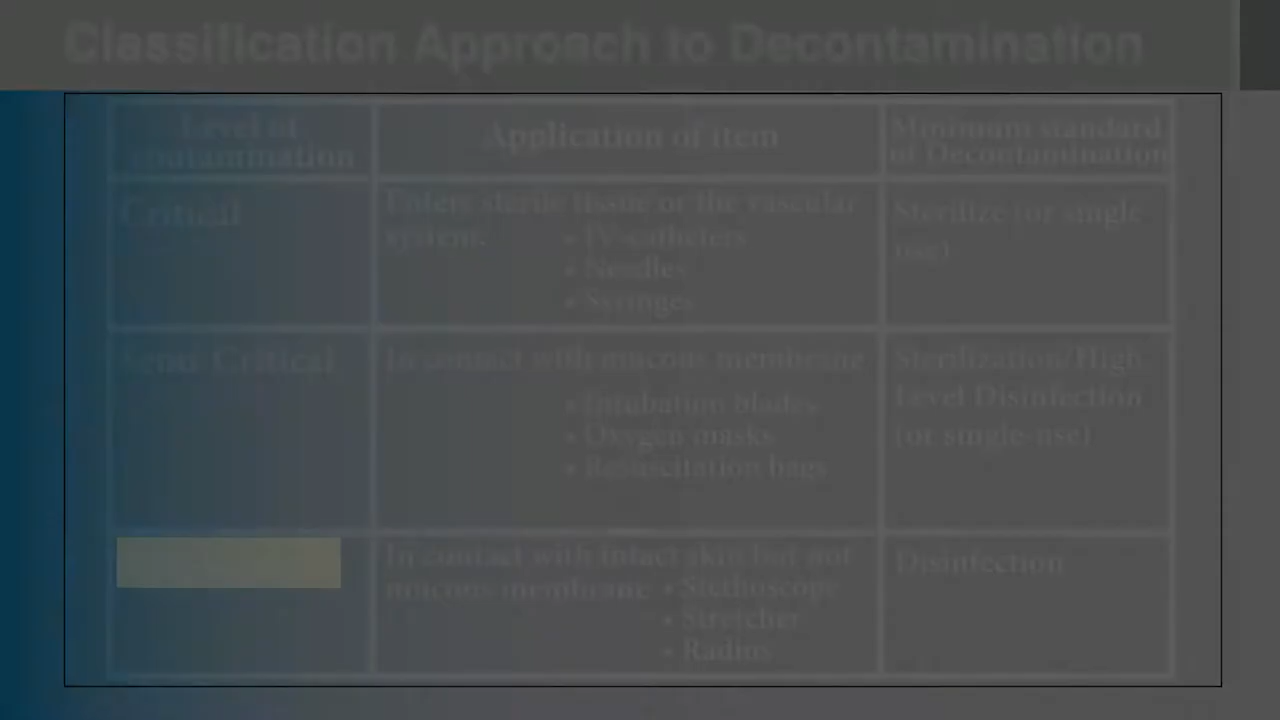 Classification Approach to Decontamination
Level of
contamination
Application of item
Minimum standard
of Decontamination
Critical
Enters sterile tissue or the vascular
system.
• IV-catheters
• Needles
• Syringes
Sterilize (or single
use)
Semi-Critical
In contact with mucous membrane
• Intubation blades
• Oxygen masks
• Resuscitation bags
Sterilization/High
Level Disinfection
(or single-use)
In contact with intact skin but not
mucous membrane • Stethoscope
• Stretcher
• Radius
Disinfection